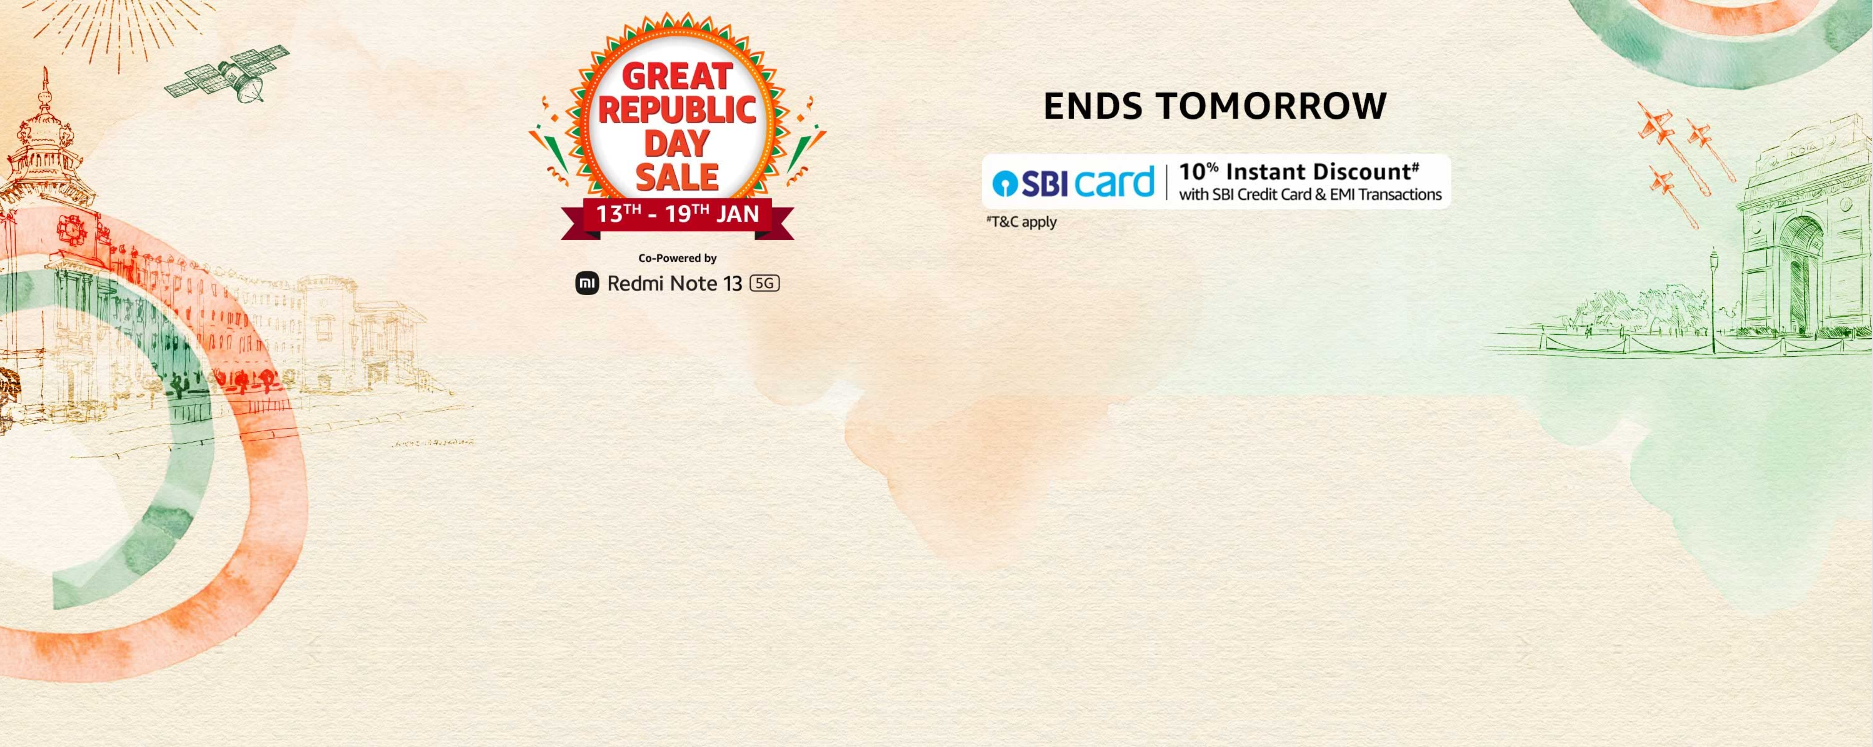 GREAT
REPUBLIC
DAY
SALE
13TH - 19TH JAN
Co-Powered by
mi Redmi Note 13 5G
ENDS TOMORROW
SBI card
10% Instant Discount#
with SBI Credit Card & EMI Transactions
#T&C apply